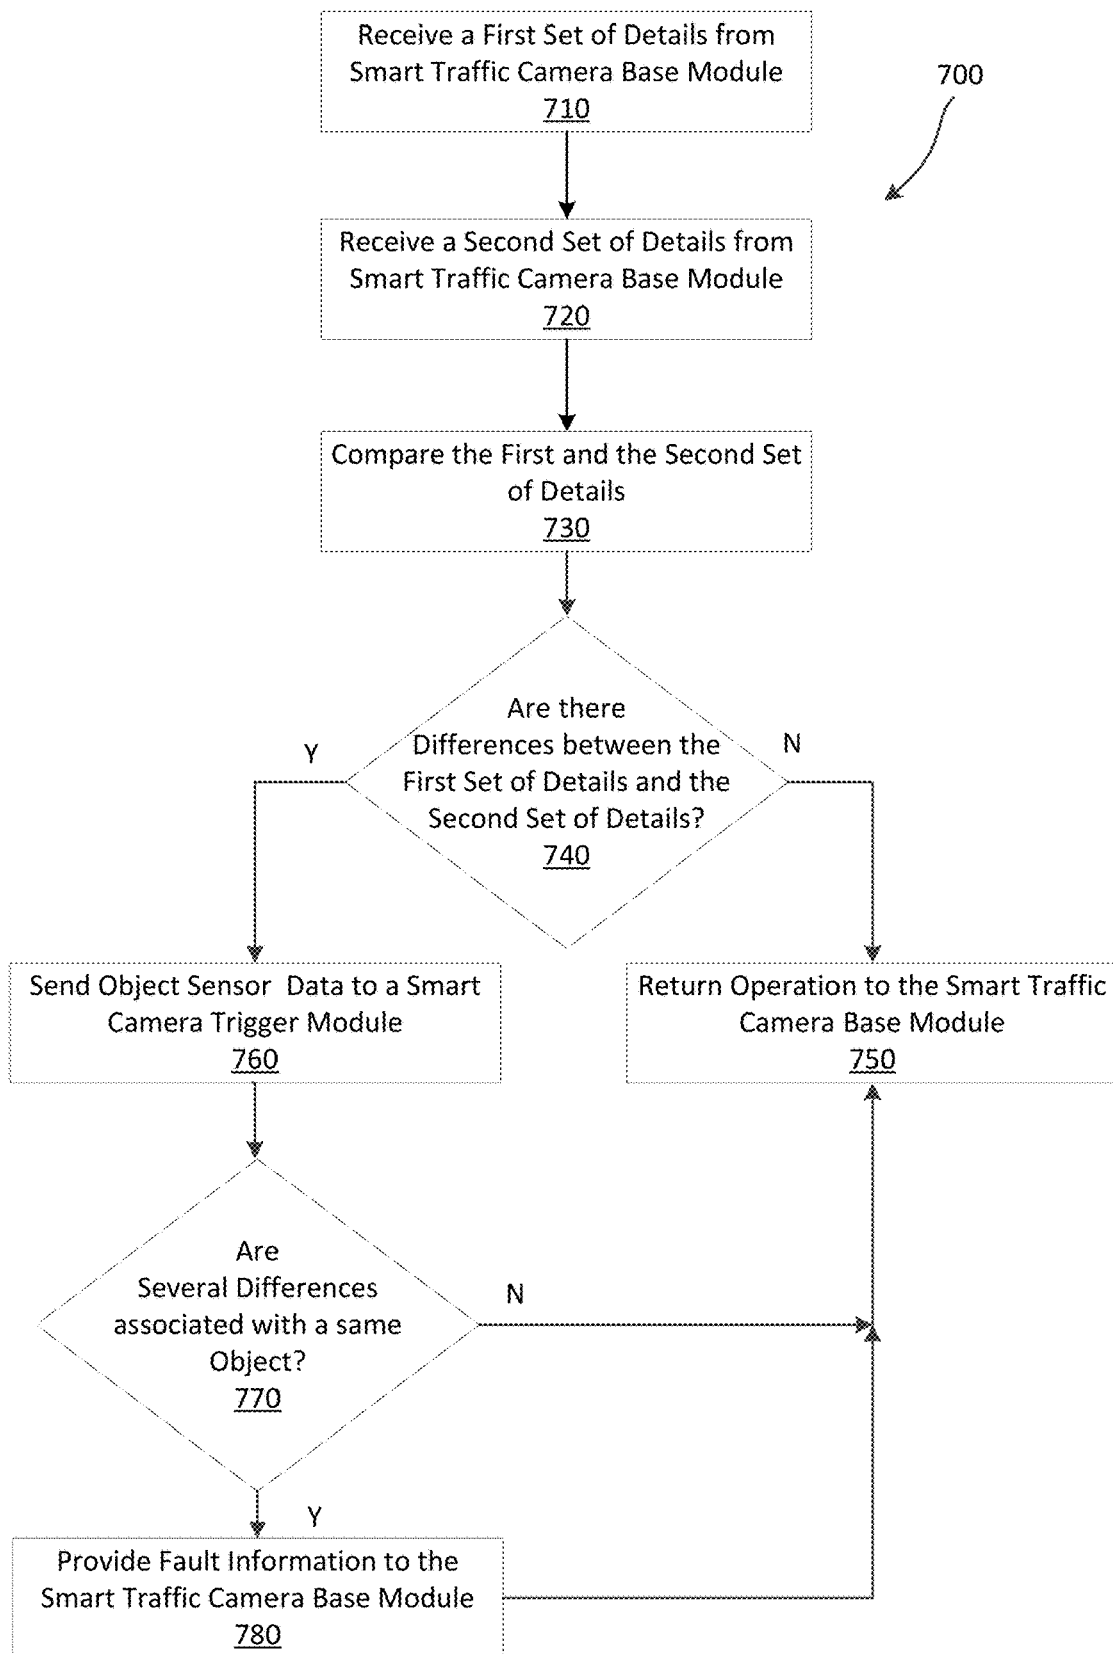 Receive a First Set of Details from
Smart Traffic Camera Base Module
710
700
Receive a Second Set of Details from
Smart Traffic Camera Base Module
720
Compare the First and the Second Set
of Details
730
Are there
Differences between the
First Set of Details and the
Second Set of Details?
740
Y
N
Send Object Sensor Data to a Smart
Camera Trigger Module
760
Return Operation to the Smart Traffic
Camera Base Module
750
Are
Several Differences
associated with a same
Object?
770
N
Y
Provide Fault Information to the
Smart Traffic Camera Base Module
780